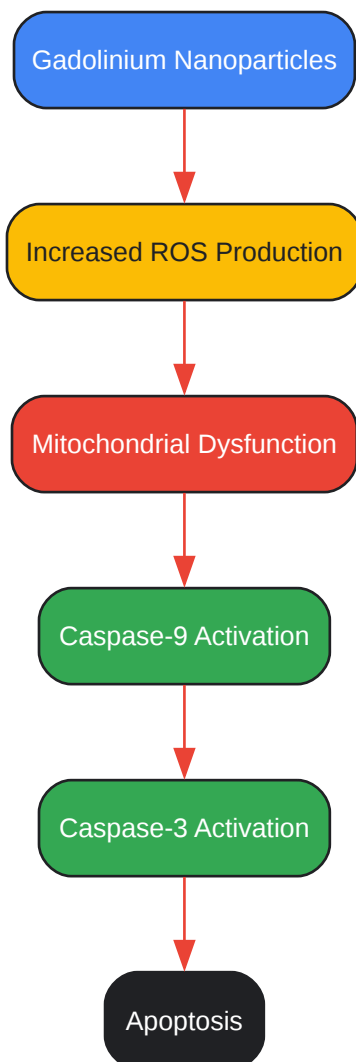 Gadolinium Nanoparticles
Increased ROS Production
Mitochondrial Dysfunction
Caspase-9 Activation
Caspase-3 Activation
Apoptosis